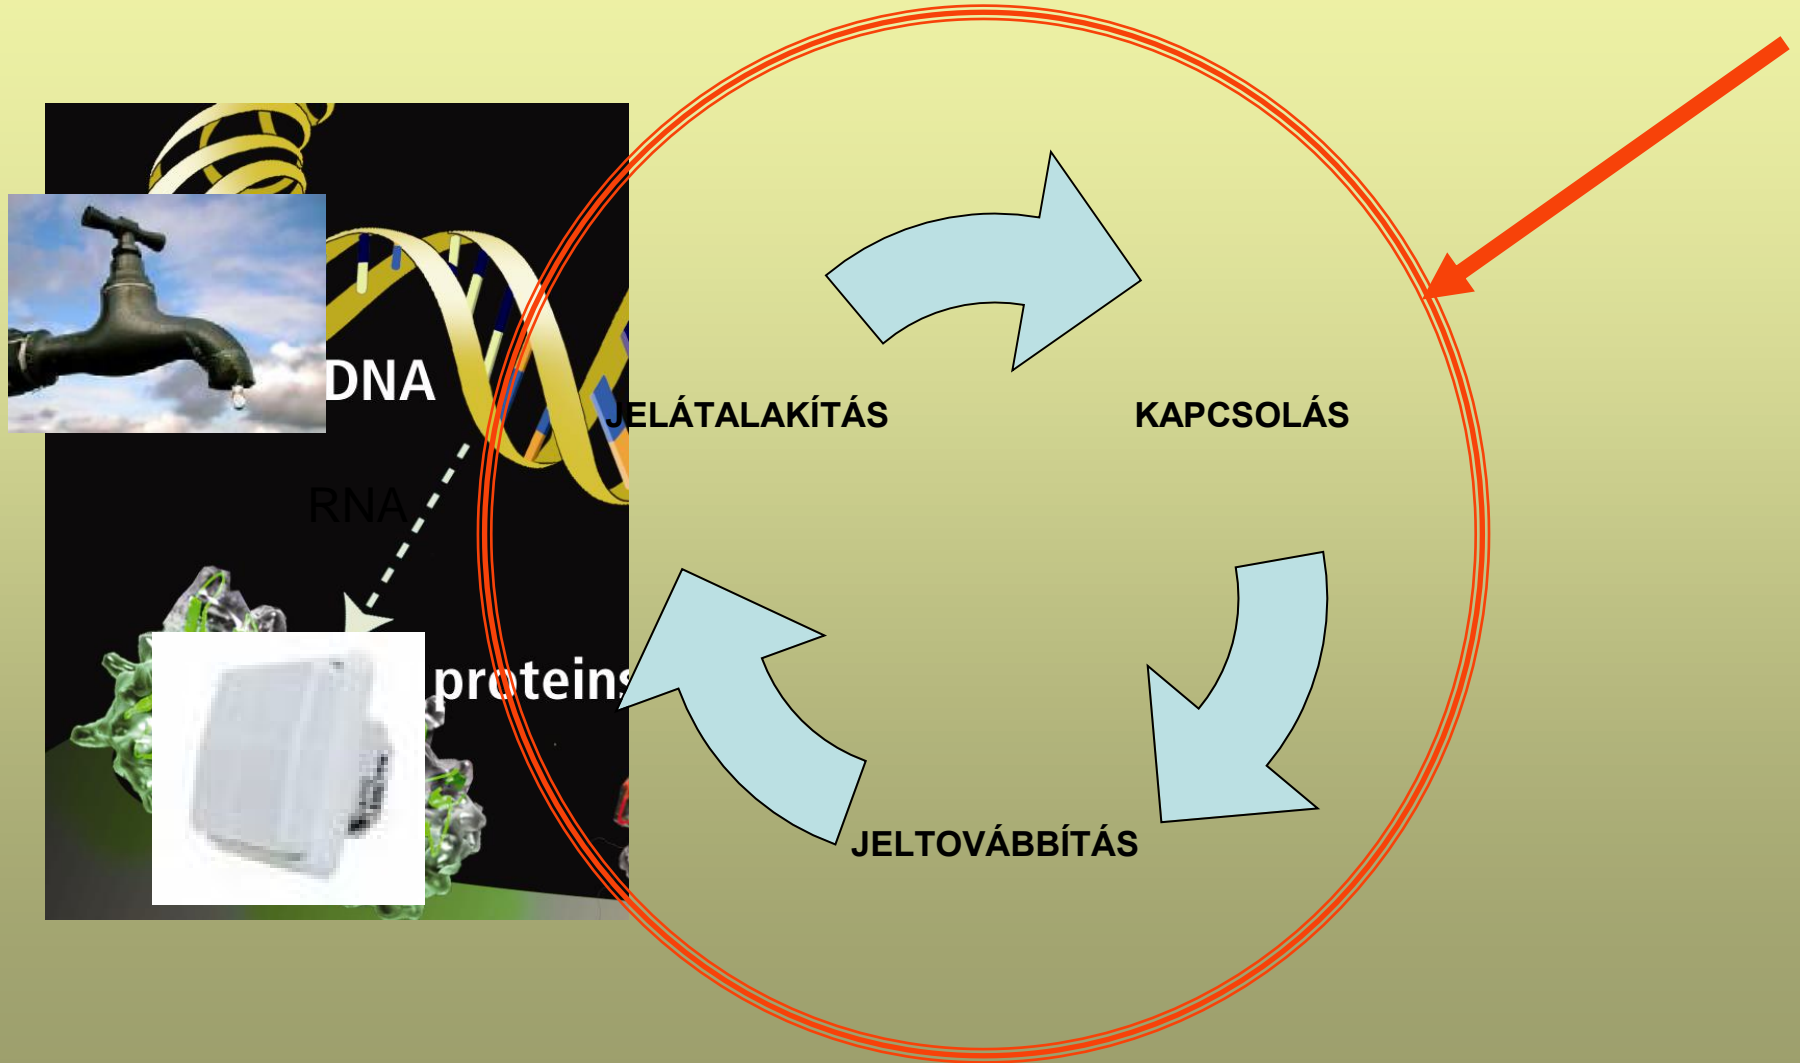 DNA
JELÁTALAKÍTÁS
KAPCSOLÁS
RNA
proteins
JELTOVÁBBÍTÁS